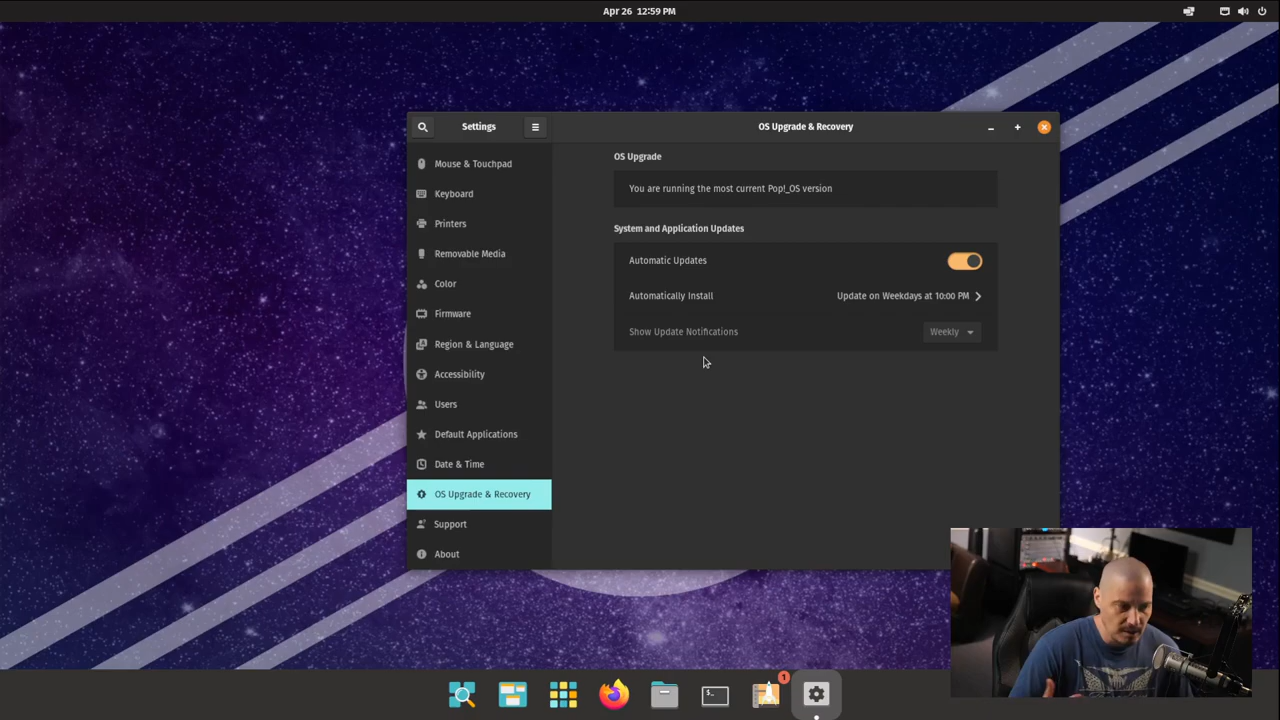 Apr 26 12:59 PM
Settings
OS Upgrade & Recovery
Mouse & Touchpad
Keyboard
Printers
Removable Media
Color
Firmware
Region & Language
Accessibility
Users
Default Applications
Date & Time
OS Upgrade & Recovery
Support
About
OS Upgrade
You are running the most current Pop!_OS version
System and Application Updates
Automatic Updates
Automatically Install
Update on Weekdays at 10:00 PM
Show Update Notifications
Weekly
1